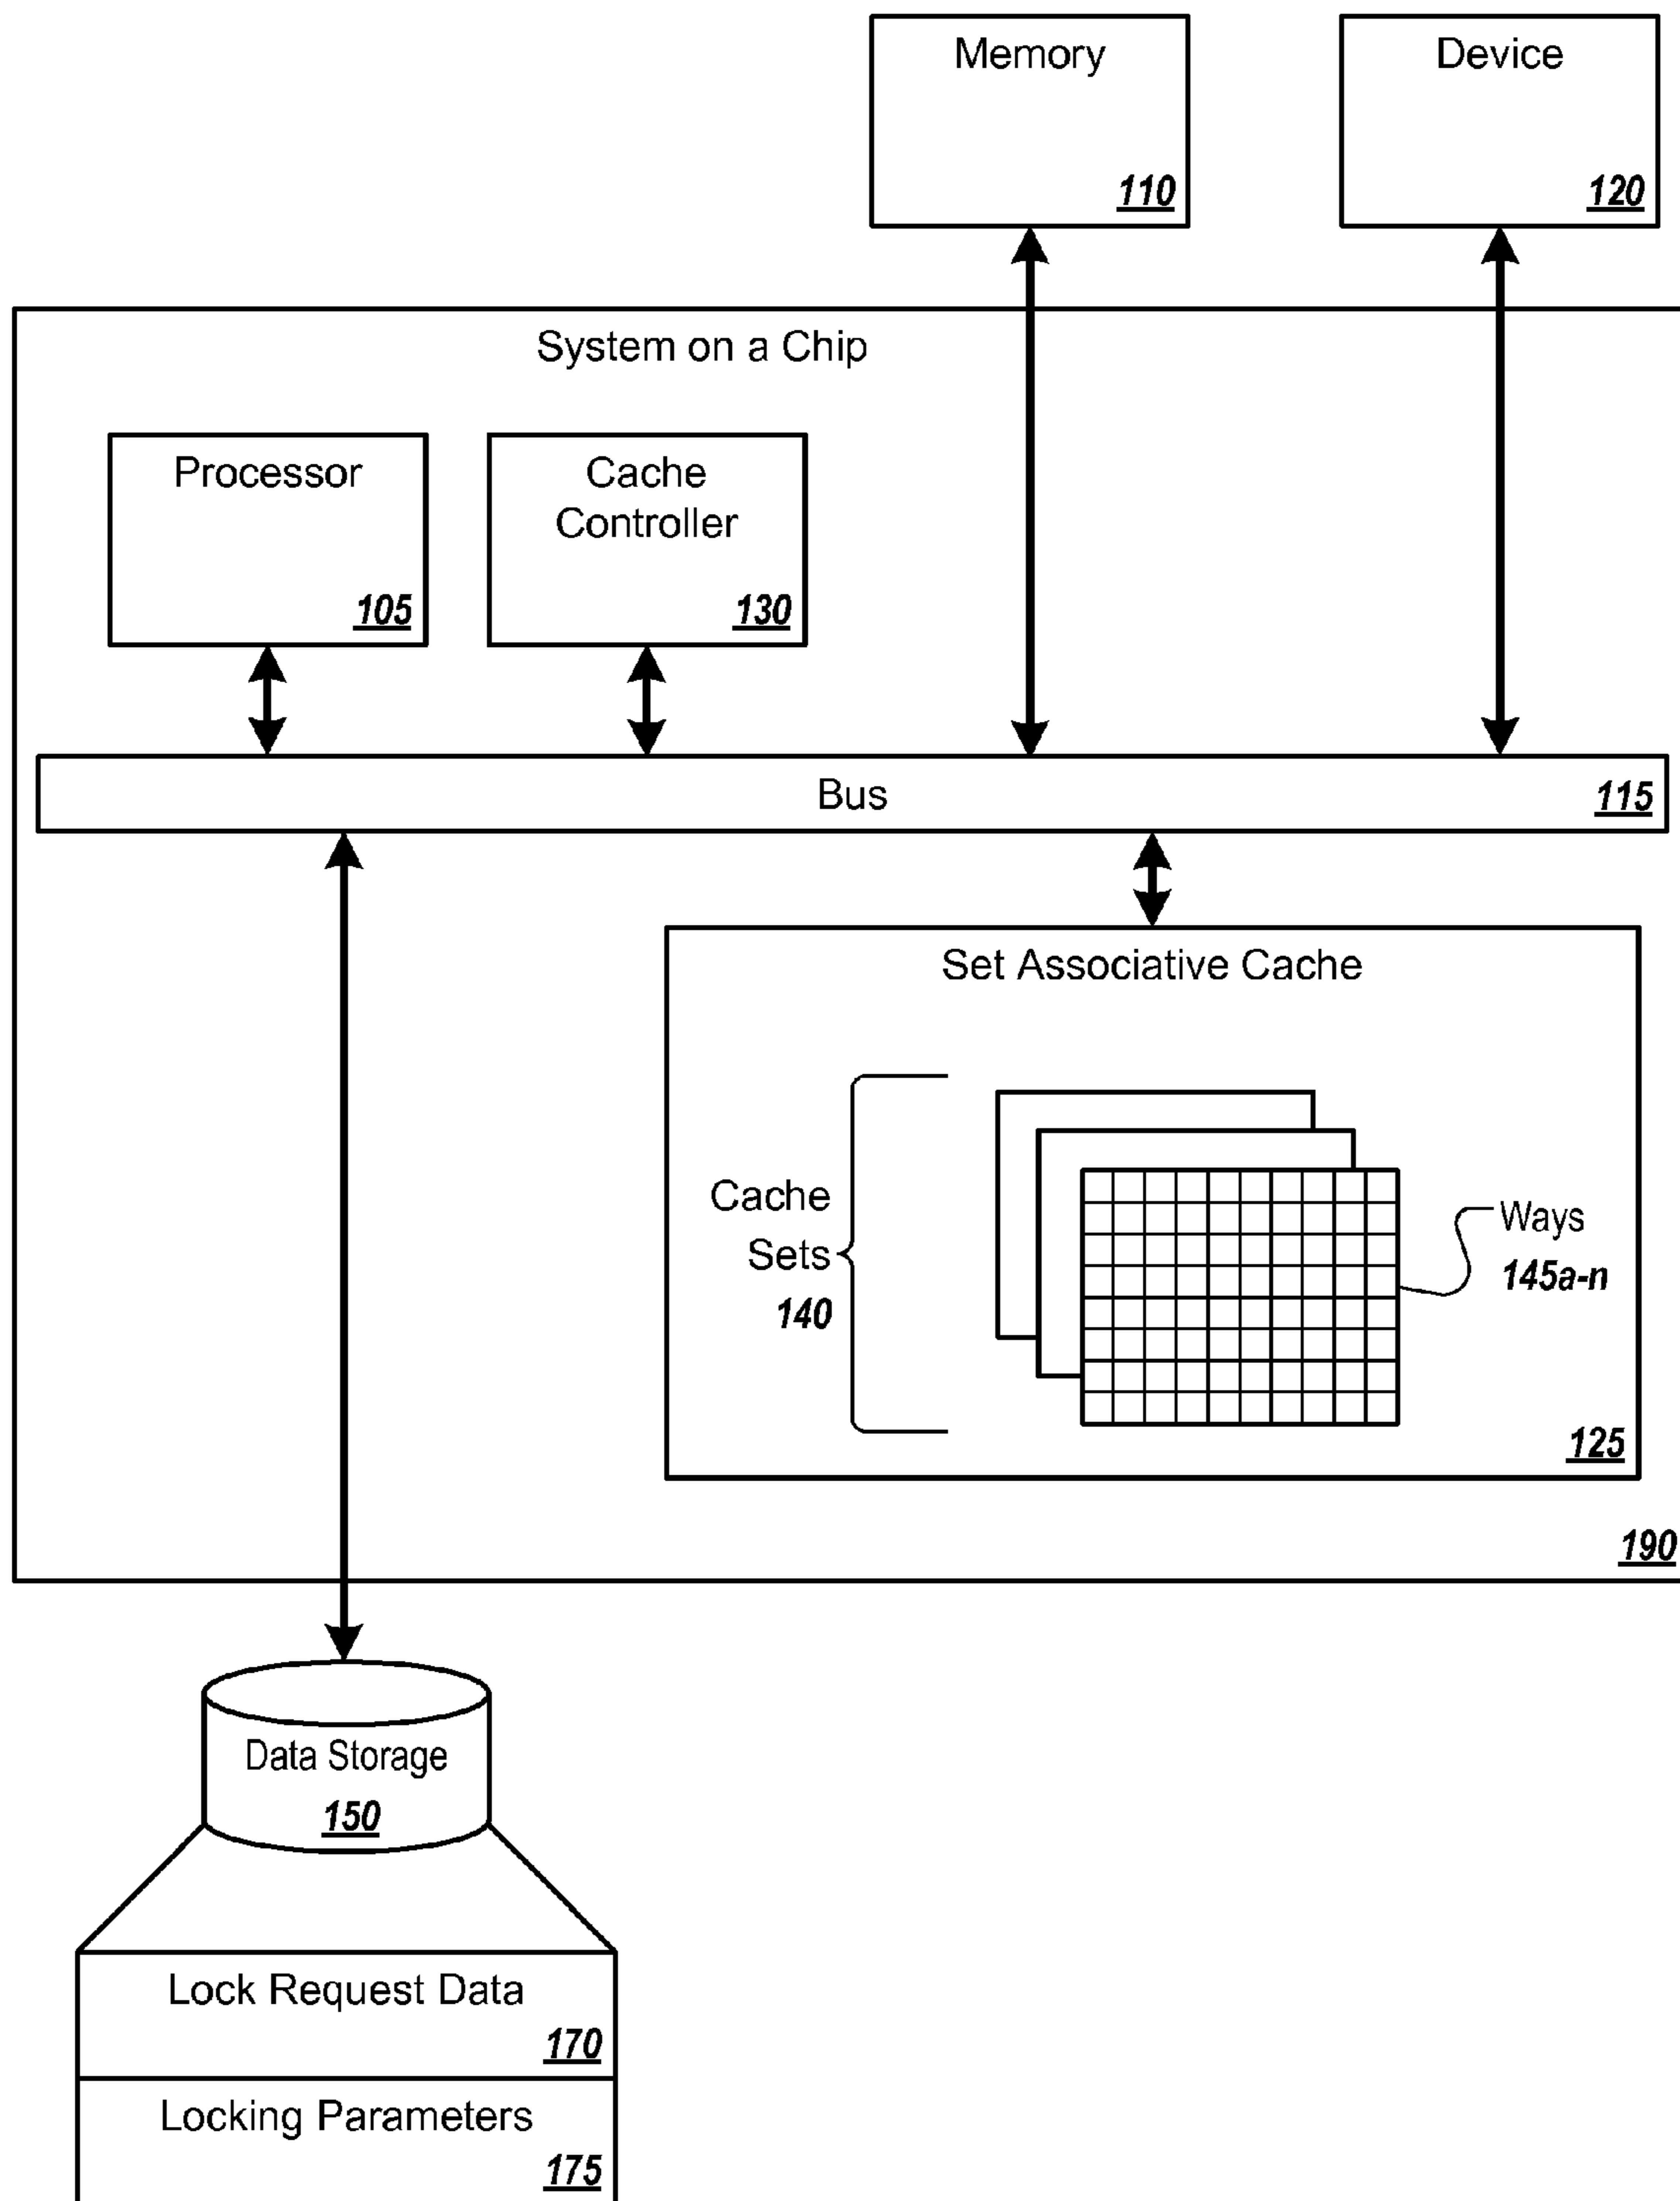 Memory
110
Device
120
System on a Chip
Processor
105
Cache
Controller
130
Bus
115
Set Associative Cache
Cache
Sets
140
Ways
145a-n
125
190
Data Storage
150
Lock Request Data
170
Locking Parameters
175